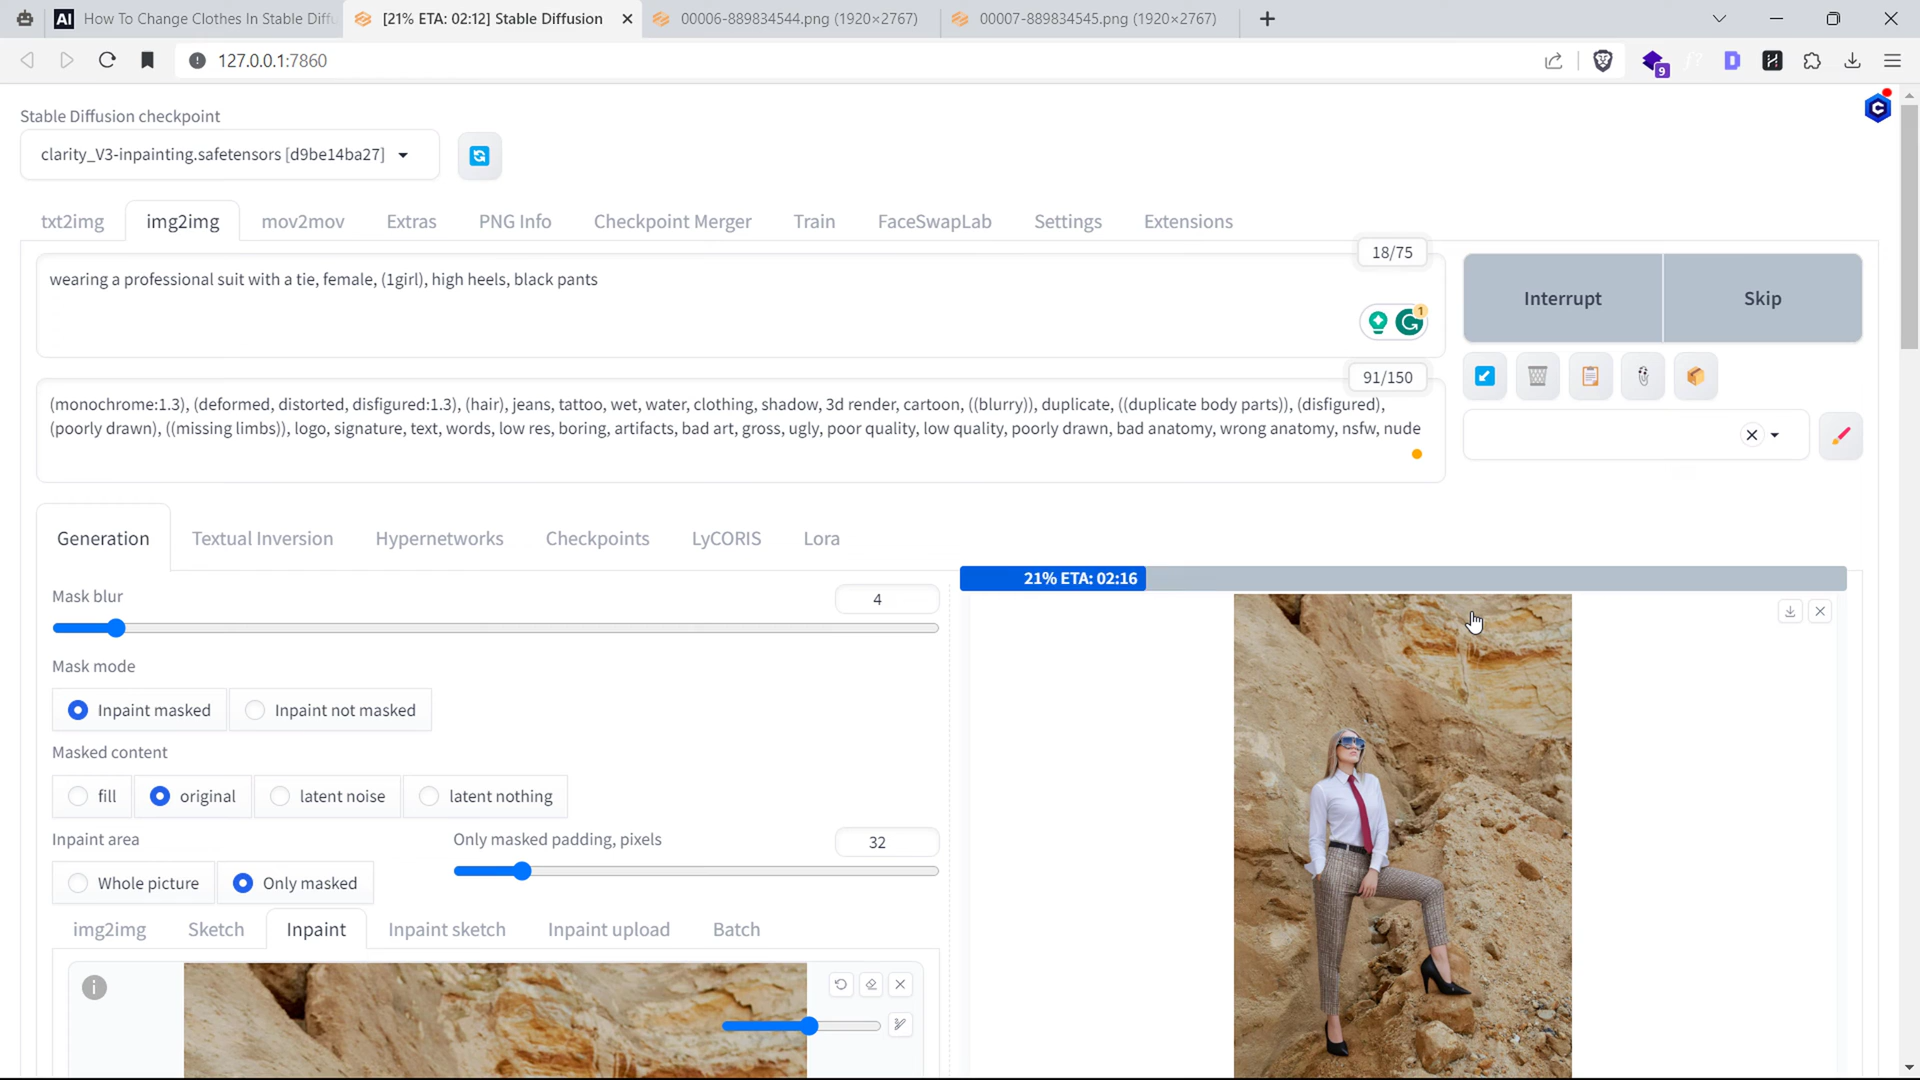 How To Change Clothes In Stable Diffu
[21% ETA: 02:12] Stable Diffusion
00006-889834544.png (1920×2767)
00007-889834545.png (1920×2767)
127.0.0.1:7860
9
Stable Diffusion checkpoint
clarity_V3-inpainting.safetensors [d9be14ba27]
txt2img
img2img
mov2mov
Extras
PNG Info
Checkpoint Merger
Train
FaceSwapLab
Settings
Extensions
18/75
wearing a professional suit with a tie, female, (1girl), high heels, black pants
1
Interrupt
Skip
91/150
(monochrome:1.3), (deformed, distorted, disfigured:1.3), (hair), jeans, tattoo, wet, water, clothing, shadow, 3d render, cartoon, ((blurry)), duplicate, ((duplicate body parts)), (disfigured),
(poorly drawn), ((missing limbs)), logo, signature, text, words, low res, boring, artifacts, bad art, gross, ugly, poor quality, low quality, poorly drawn, bad anatomy, wrong anatomy, nsfw, nude
Generation
Textual Inversion
Hypernetworks
Checkpoints
LyCORIS
Lora
21% ETA: 02:16
Mask blur
4
Mask mode
Inpaint masked
Inpaint not masked
Masked content
fill
original
latent noise
latent nothing
Inpaint area
Only masked padding, pixels
32
Whole picture
Only masked
img2img
Sketch
Inpaint
Inpaint sketch
Inpaint upload
Batch